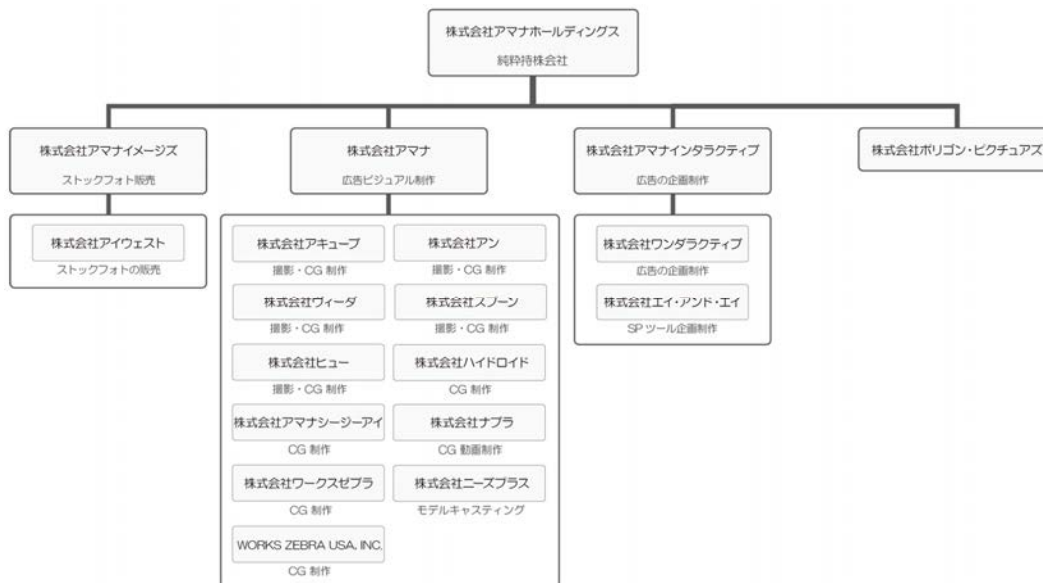 株式会社アマナホールディングス
純粋持株会社
株式会社アマナイメージズ
ストックフォト販売
株式会社アマナ
広告ビジュアル制作
株式会社アマナインタラクティブ
広告の企画制作
株式会社ポリゴン・ピクチュアズ
株式会社アイウェスト
ストックフォトの販売
株式会社アキューブ
撮影・CG 制作
株式会社アン
撮影・CG 制作
株式会社ヴィーダ
撮影・CG 制作
株式会社スプーン
撮影・CG 制作
株式会社ヒュー
撮影・CG 制作
株式会社ハイドロイド
CG 制作
株式会社アマナシージーアイ
CG 制作
株式会社ナブラ
CG 動画制作
株式会社ワークスゼブラ
CG 制作
株式会社ニーズプラス
モデルキャスティング
WORKS ZEBRA USA, INC.
CG 制作
株式会社ワンダラクティブ
広告の企画制作
株式会社エイ・アンド・エイ
SP ツール企画制作